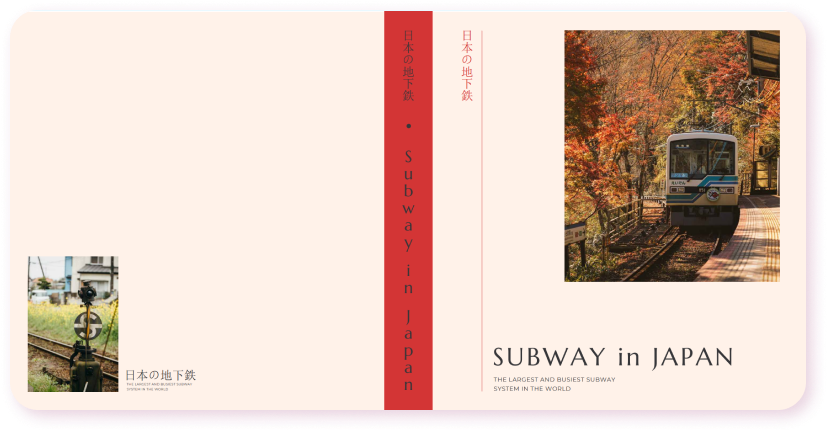 日本の地下鉄
THE LARGEST AND BUSIEST SUBWAY
SYSTEM IN THE WORLD
日本の地下鉄 • Subway in Japan
日本の地下鉄
SUBWAY in JAPAN
THE LARGEST AND BUSIEST SUBWAY
SYSTEM IN THE WORLD